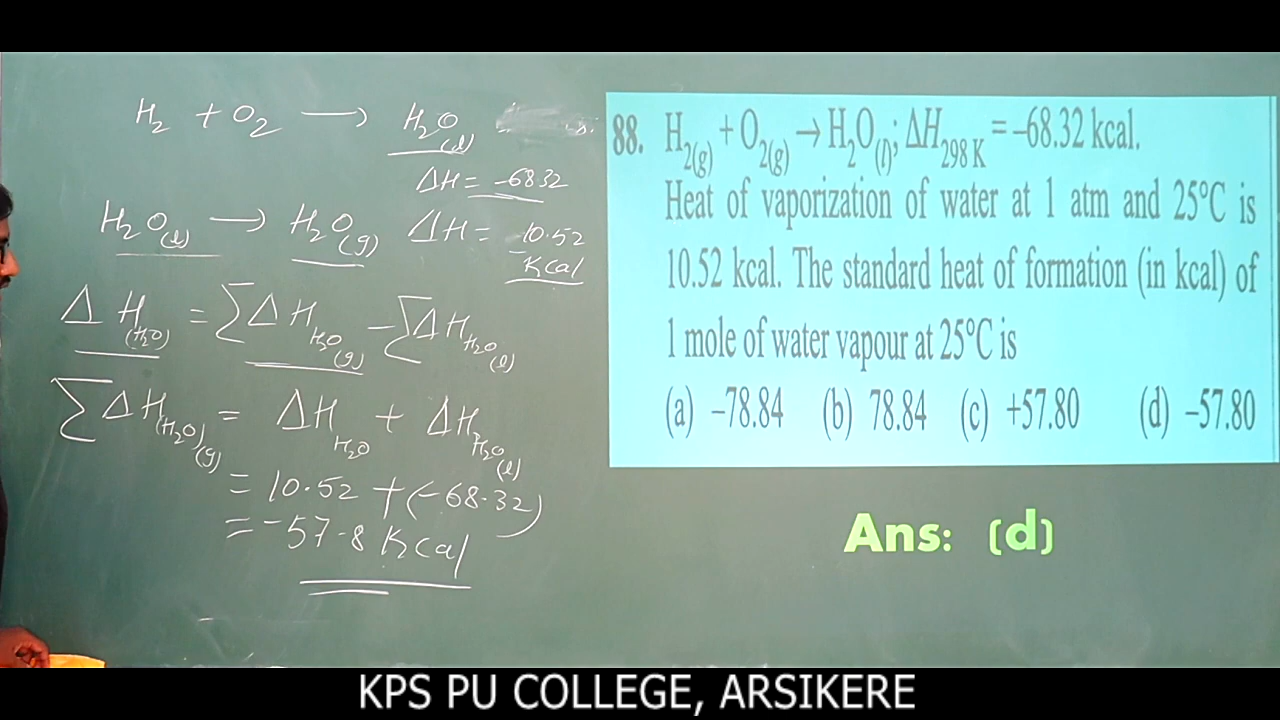 H₂ + O₂ → H₂O(l)
ΔH = -68.32
H₂O(l) → H₂O(g) ΔH = 10.52
Kcal
ΔH(H₂O) = ΣΔH H₂O(g) - ΣΔH H₂O(l)
ΣΔH(H₂O)(g) = ΔH H₂O + ΔH H₂O(l)
= 10.52 + (-68.32)
= -57.8 Kcal
88. H₂(g) + O₂(g) → H₂O(l); ΔH₂₉₈ K = –68.32 kcal.
Heat of vaporization of water at 1 atm and 25°C is
10.52 kcal. The standard heat of formation (in kcal) of
1 mole of water vapour at 25°C is
(a) –78.84 (b) 78.84 (c) +57.80 (d) –57.80
Ans: (d)
KPS PU COLLEGE, ARSIKERE